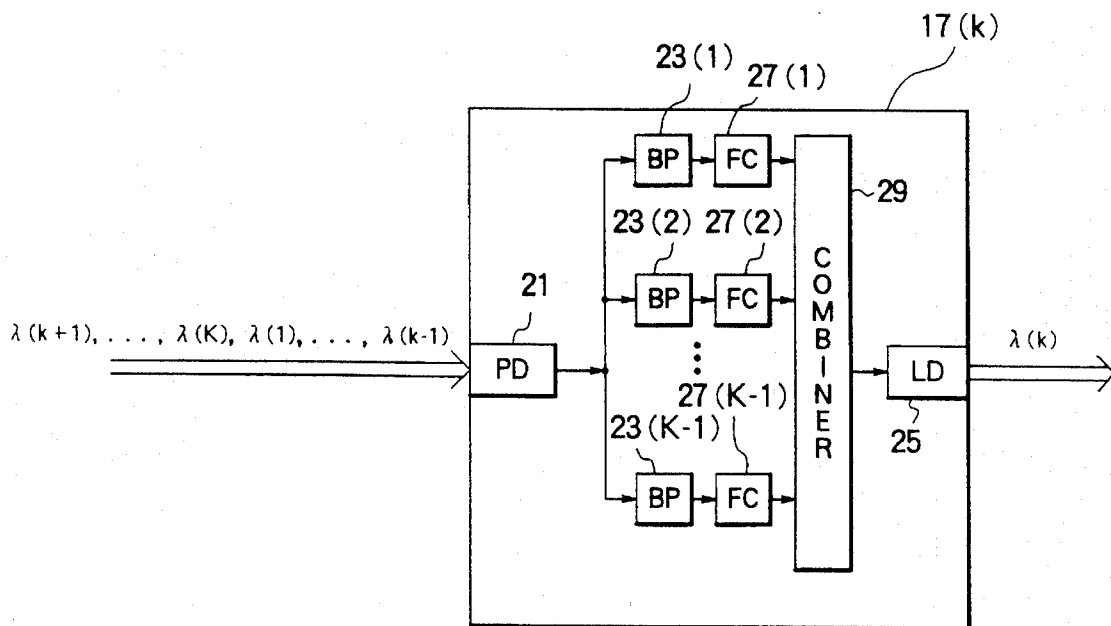 17(k)
23(1)
27(1)
BP
FC
29
23(2)
27(2)
COMBINER
21
BP
FC
λ(k+1), . . . , λ(K), λ(1), . . . , λ(k-1)
λ(k)
PD
LD
27(K-1)
23(K-1)
25
BP
FC